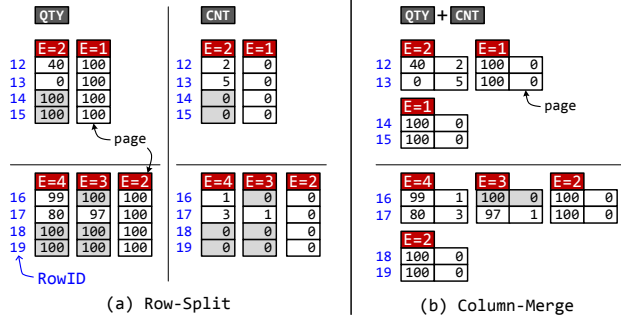 QTY CNT QTY + CNT
E=2 E=1 E=2 E=1 E=2 E=1
12 40 100 12 2 0 12 40 2 100 0
13 0 100 13 5 0 13 0 5 100 0
14 100 100 14 0 0 page
15 100 100 15 0 0 E=1
page 14 100 0
15 100 0
E=4 E=3 E=2 E=4 E=3 E=2 E=4 E=3 E=2
16 99 100 100 16 1 0 0 16 99 1 100 0 100 0
17 80 97 100 17 3 1 0 17 80 3 97 1 100 0
18 100 100 100 18 0 0 0 E=2
19 100 100 100 19 0 0 0 18 100 0
19 100 0
RowID
(a) Row-Split (b) Column-Merge